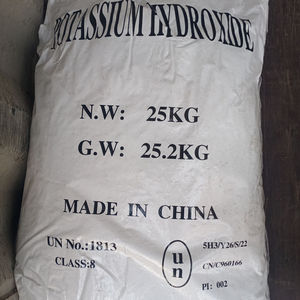 POTASSIUM HYDROXIDE
N.W: 25KG
G.W: 25.2KG
MADE IN CHINA
UN No.:1813
CLASS:8
un
5H3/Y26/S/22
CN/C960166
PI: 002